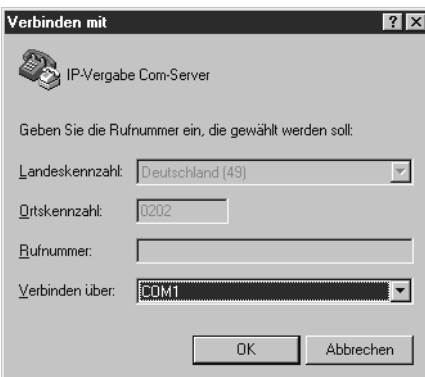 Verbinden mit
IP-Vergabe Com-Server
Geben Sie die Rufnummer ein, die gewählt werden soll:
Landeskennzahl: Deutschland (49)
Ortskennzahl: 0202
Rufnummer:
Verbinden über: COM1
OK Abbrechen